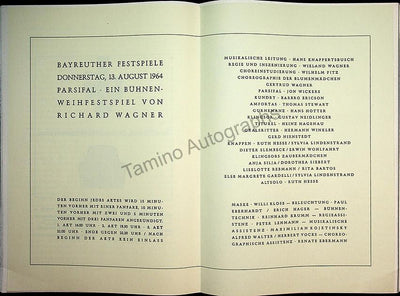 BAYREUTHER FESTSPIELE
DONNERSTAG, 13. AUGUST 1964
PARSIFAL · EIN BÜHNEN-
WEIHFESTSPIEL VON
RICHARD WAGNER
DER BEGINN JEDES AKTES WIRD 15 MINU-
TEN VORHER MIT EINER FANFARE, 10 MINU-
TEN VORHER MIT ZWEI UND 5 MINUTEN
VORHER MIT DREI FANFAREN ANGEKÜNDIGT.
1. AKT 16.00 UHR · 2. AKT UHR · 3. AKT
UHR · ENDE GEGEN UHR / NACH
BEGINN DER AKTE KEIN EINLASS
MUSIKALISCHE LEITUNG · HANS KNAPPERTSBUSCH
REGIE UND INSZENIERUNG · WIELAND WAGNER
CHOREINSTUDIERUNG · WILHELM PITZ
CHOREOGRAPHIE DER BLUMENMÄDCHEN
GERTRUD WAGNER
PARSIFAL · JON VICKERS
KUNDRY · BARBRO ERICSON
AMFORTAS · THOMAS STEWART
GURNEMANZ · HANS HOTTER
KLINGSOR · GUSTAV NEIDLINGER
TITUREL · HEINZ HAGENAU
GRALSRITTER · HERMANN WINKLER
GERD NIENSTEDT
KNAPPEN · RUTH HESSE / SYLVIA LINDENSTRAND
DIETER SLEMBECK / ERWIN WOHLFAHRT
KLINGSORS ZAUBERMÄDCHEN
ANJA SILJA / DOROTHEA SIEBERT
LISELOTTE REBMANN / RITA BARTOS
ELSE MARGRETE GARDELLI / SYLVIA LINDENSTRAND
ALTSOLO · RUTH HESSE
MASKE · WILLI KLOSE – BELEUCHTUNG · PAUL
EBERHARDT / ERICH HAGER – BÜHNEN-
TECHNIK · REINHARD KRUMM – REGIEASSI-
STENZ · PETER LEHMANN – MUSIKALISCHE
ASSISTENZ · MAXIMILIAN KOJETINSKY
ALFRED WALTER / HERBERT VOCKS – CHOREO-
GRAPHISCHE ASSISTENZ · RENATE EBERMANN
Tamino Autographs